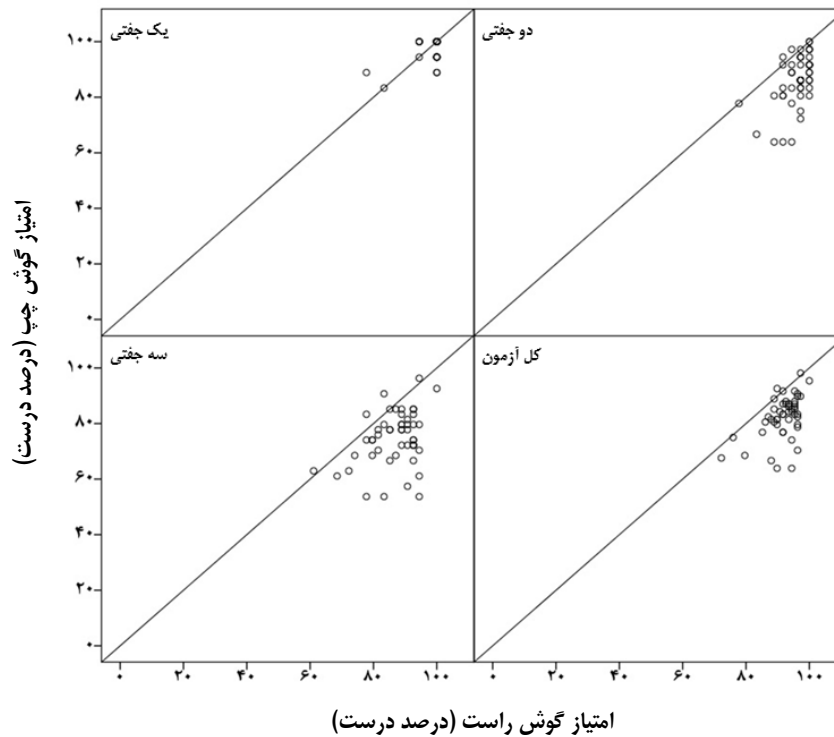 یک جفتی
دو جفتی
۱۰۰
۸۰
۶۰
۴۰
۲۰
۰
سه جفتی
کل آزمون
۱۰۰
۸۰
۶۰
۴۰
۲۰
۰
امتیاز گوش چپ (درصد درست)
۰ ۲۰ ۴۰ ۶۰ ۸۰ ۱۰۰ ۰ ۲۰ ۴۰ ۶۰ ۸۰ ۱۰۰
امتیاز گوش راست (درصد درست)